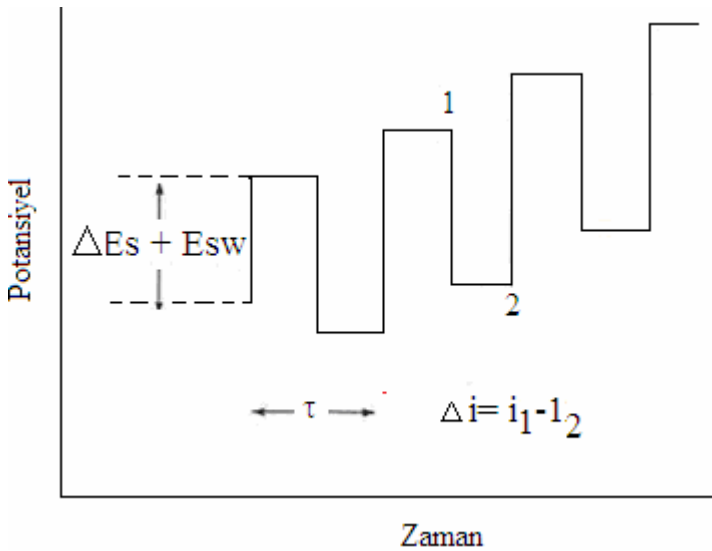 1
ΔEs + Esw
2
τ
Δi= i₁-1₂
Potansiyel
Zaman